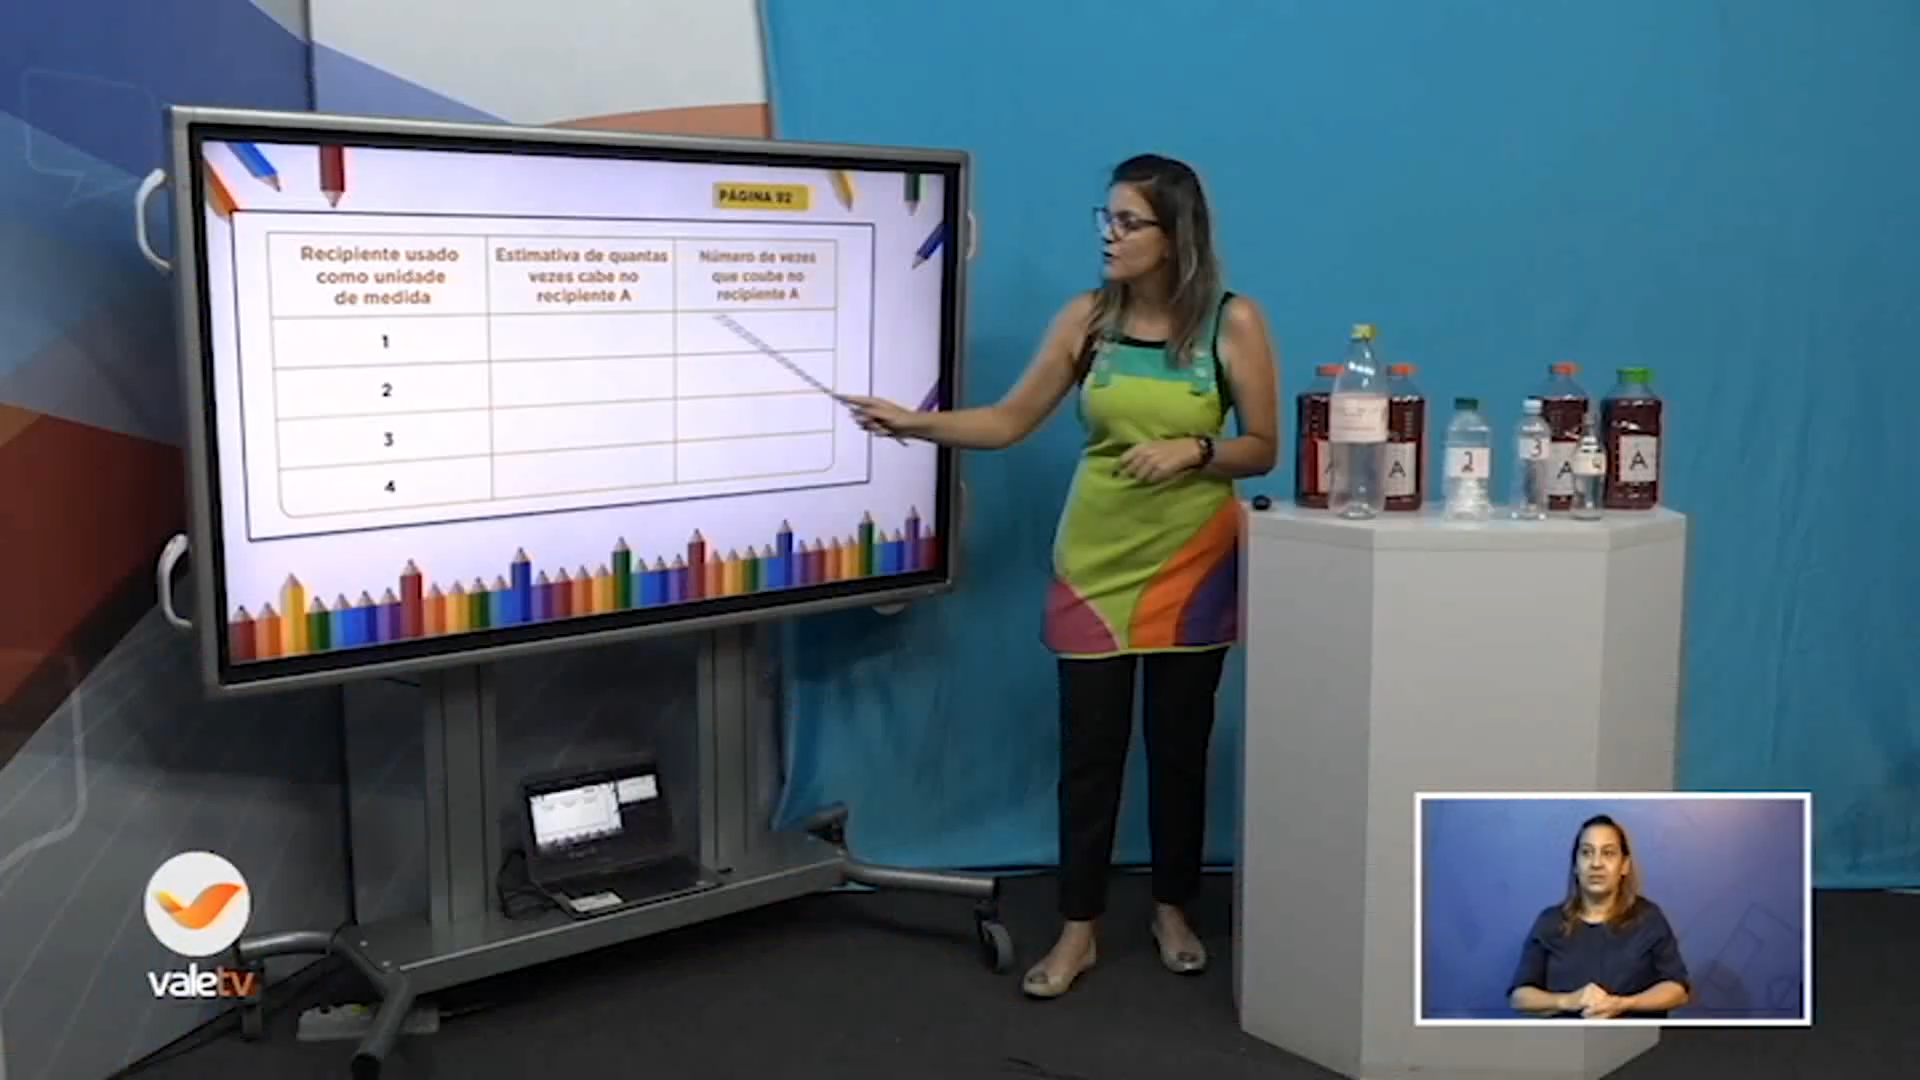 PÁGINA 92
Recipiente usado
como unidade
de medida
Estimativa de quantas
vezes cabe no
recipiente A
Número de vezes
que coube no
recipiente A
1
2
3
4
A
A
2
3
A
4
A
valetv